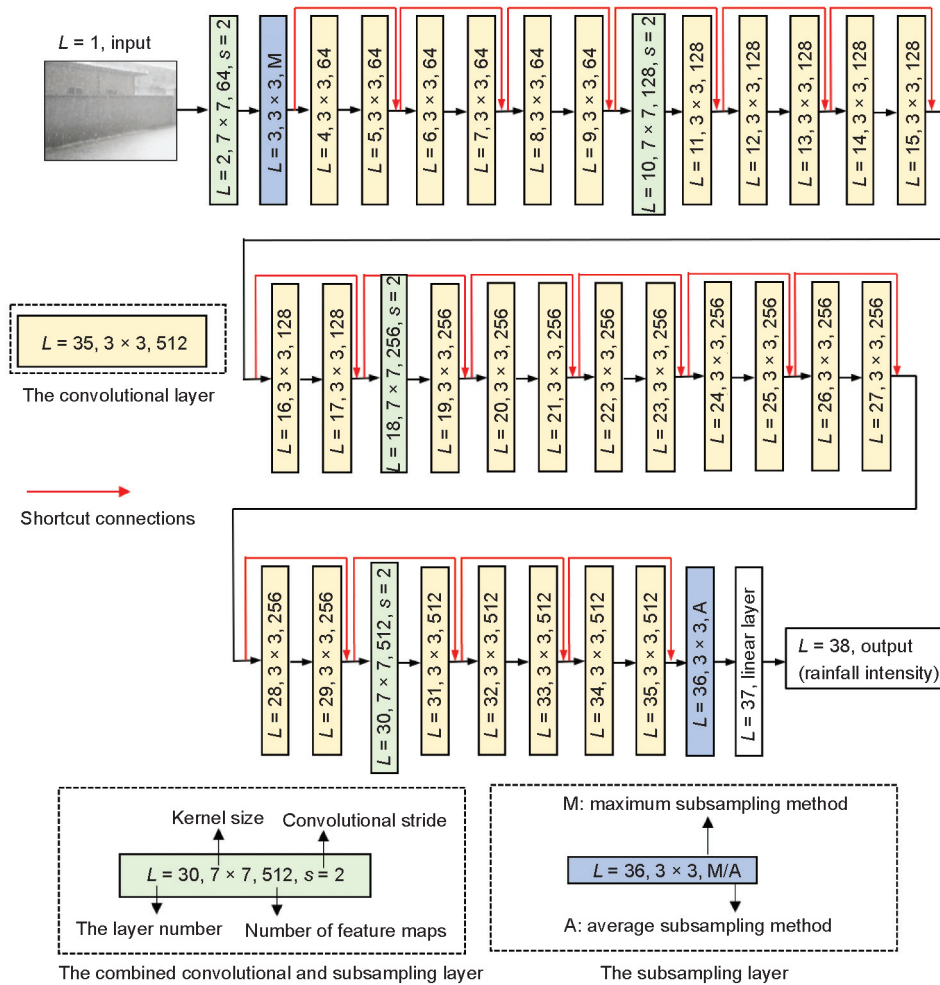 L = 1, input
L = 2, 7 × 7, 64, s = 2
L = 3, 3 × 3, M
L = 4, 3 × 3, 64
L = 5, 3 × 3, 64
L = 6, 3 × 3, 64
L = 7, 3 × 3, 64
L = 8, 3 × 3, 64
L = 9, 3 × 3, 64
L = 10, 7 × 7, 128, s = 2
L = 11, 3 × 3, 128
L = 12, 3 × 3, 128
L = 13, 3 × 3, 128
L = 14, 3 × 3, 128
L = 15, 3 × 3, 128
L = 35, 3 × 3, 512
The convolutional layer
L = 16, 3 × 3, 128
L = 17, 3 × 3, 128
L = 18, 7 × 7, 256, s = 2
L = 19, 3 × 3, 256
L = 20, 3 × 3, 256
L = 21, 3 × 3, 256
L = 22, 3 × 3, 256
L = 23, 3 × 3, 256
L = 24, 3 × 3, 256
L = 25, 3 × 3, 256
L = 26, 3 × 3, 256
L = 27, 3 × 3, 256
Shortcut connections
L = 28, 3 × 3, 256
L = 29, 3 × 3, 256
L = 30, 7 × 7, 512, s = 2
L = 31, 3 × 3, 512
L = 32, 3 × 3, 512
L = 33, 3 × 3, 512
L = 34, 3 × 3, 512
L = 35, 3 × 3, 512
L = 36, 3 × 3, A
L = 37, linear layer
L = 38, output
(rainfall intensity)
Kernel size
Convolutional stride
L = 30, 7 × 7, 512, s = 2
The layer number
Number of feature maps
The combined convolutional and subsampling layer
M: maximum subsampling method
L = 36, 3 × 3, M/A
A: average subsampling method
The subsampling layer